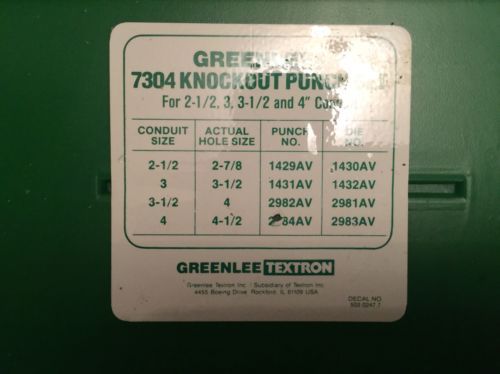 GREENLEE
7304 KNOCKOUT PUNCH
For 2-1/2, 3, 3-1/2 and 4" Conduit
CONDUIT SIZE ACTUAL HOLE SIZE PUNCH NO. DIE NO.
2-1/2 2-7/8 1429AV 1430AV
3 3-1/2 1431AV 1432AV
3-1/2 4 2982AV 2981AV
4 4-1/2 2983AV
GREENLEE TEXTRON
Greenlee Textron Inc. / Subsidiary of Textron Inc.
4455 Boeing Drive Rockford, IL 61109 USA
DECAL NO.